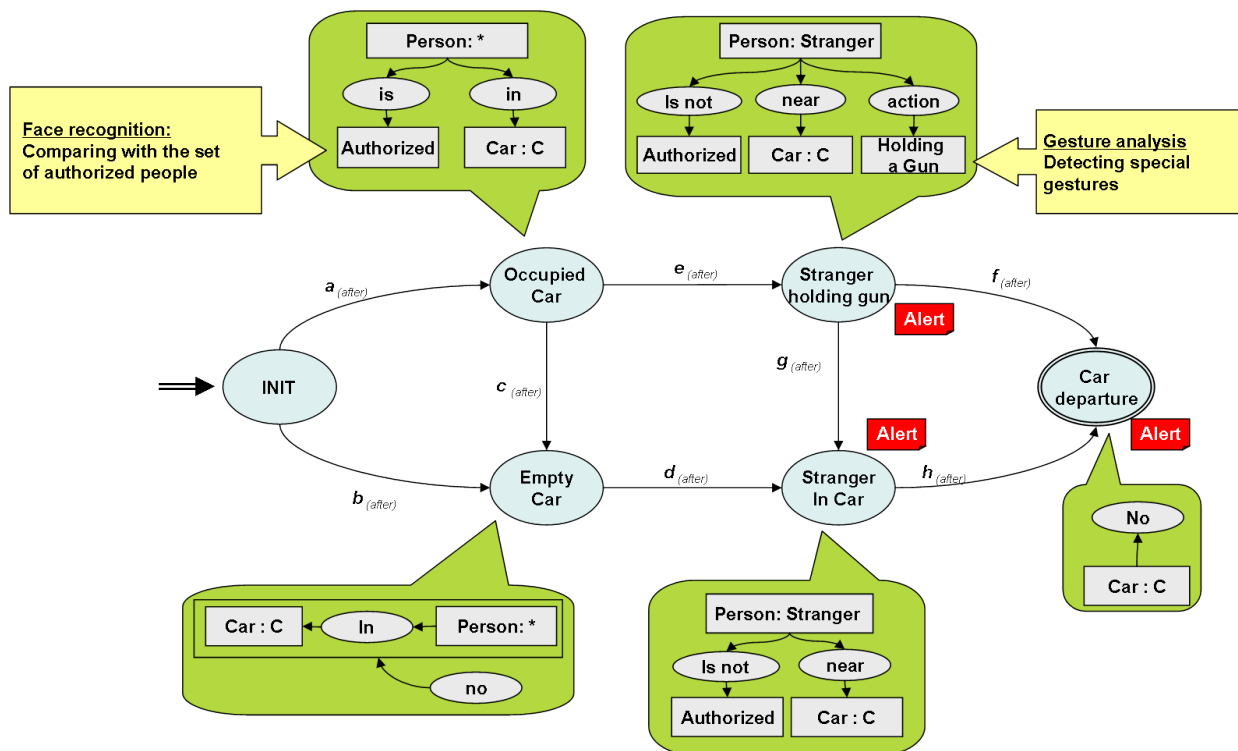 Person: *
is
in
Authorized
Car : C
Person: Stranger
Is not
near
action
Authorized
Car : C
Holding
a Gun
Face recognition:
Comparing with the set
of authorized people
Gesture analysis
Detecting special
gestures
Occupied
Car
Stranger
holding gun
Alert
a (after)
e (after)
f (after)
INIT
c (after)
g (after)
Car
departure
Alert
Alert
Empty
Car
Stranger
In Car
b (after)
d (after)
h (after)
Car : C
In
Person: *
no
Person: Stranger
Is not
near
Authorized
Car : C
No
Car : C